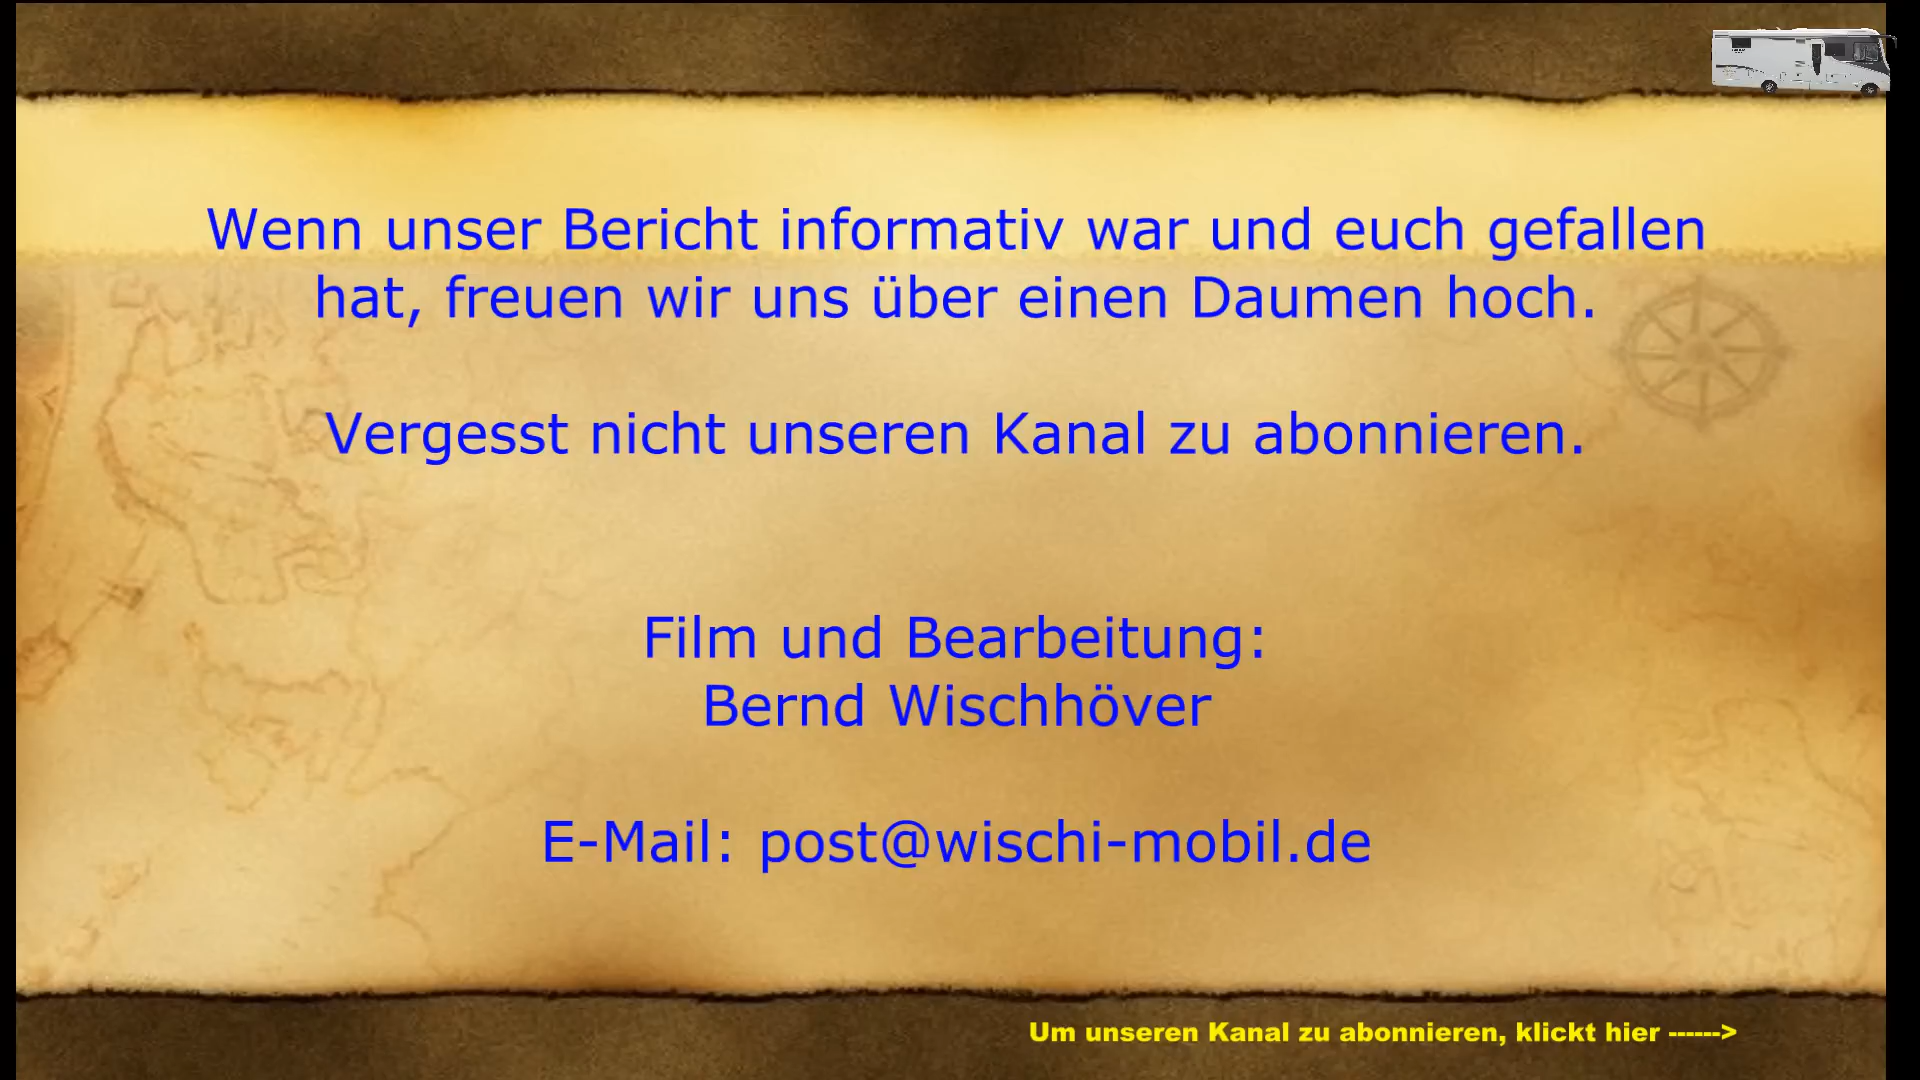 Wenn unser Bericht informativ war und euch gefallen
hat, freuen wir uns über einen Daumen hoch.
Vergesst nicht unseren Kanal zu abonnieren.
Film und Bearbeitung:
Bernd Wischhöver
E-Mail: post@wischi-mobil.de
Um unseren Kanal zu abonnieren, klickt hier ------>